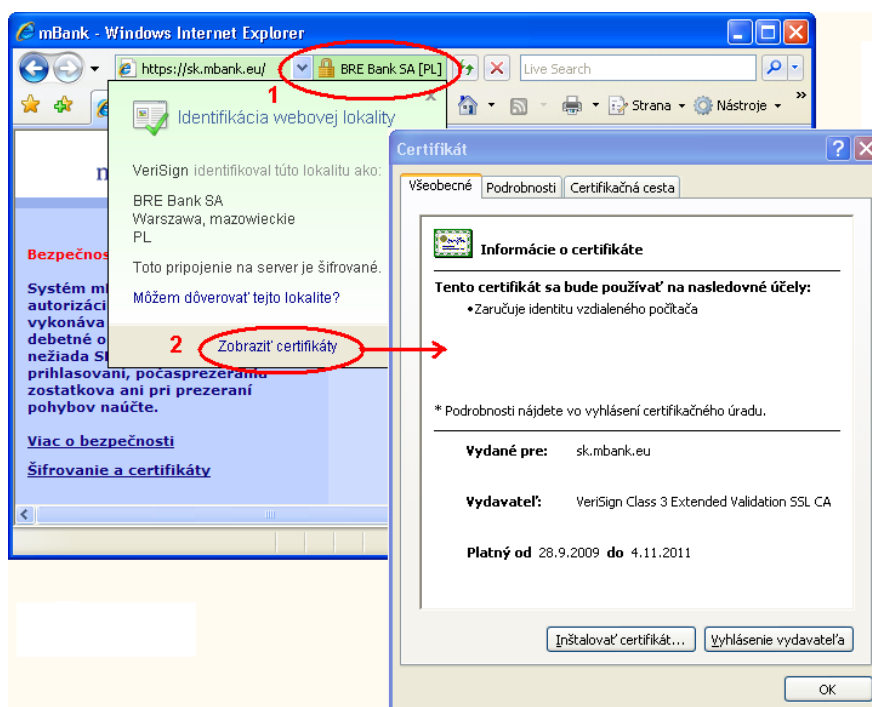 mBank - Windows Internet Explorer
https://sk.mbank.eu/
BRE Bank SA [PL]
Live Search
1
Strana
Nástroje
»
Identifikácia webovej lokality
VeriSign identifikoval túto lokalitu ako:
BRE Bank SA
Warszawa, mazowieckie
PL
Toto pripojenie na server je šifrované.
Môžem dôverovať tejto lokalite?
2
Zobraziť certifikáty
m
Systém
vykonáva
debetné
nežiada
prihlasovaní, počasprezerania
zostatkova ani pri prezeraní
pohybov naúčte.
Viac o bezpečnosti
Šifrovanie a certifikáty
Certifikát
Všeobecné
Podrobnosti
Certifikačná cesta
Informácie o certifikáte
Tento certifikát sa bude používať na nasledovné účely:
•Zaručuje identitu vzdialeného počítača
* Podrobnosti nájdete vo vyhlásení certifikačného úradu.
Vydané pre: sk.mbank.eu
Vydavateľ: VeriSign Class 3 Extended Validation SSL CA
Platný od 28.9.2009 do 4.11.2011
Inštalovať certifikát...
Vyhlásenie vydavateľa
OK